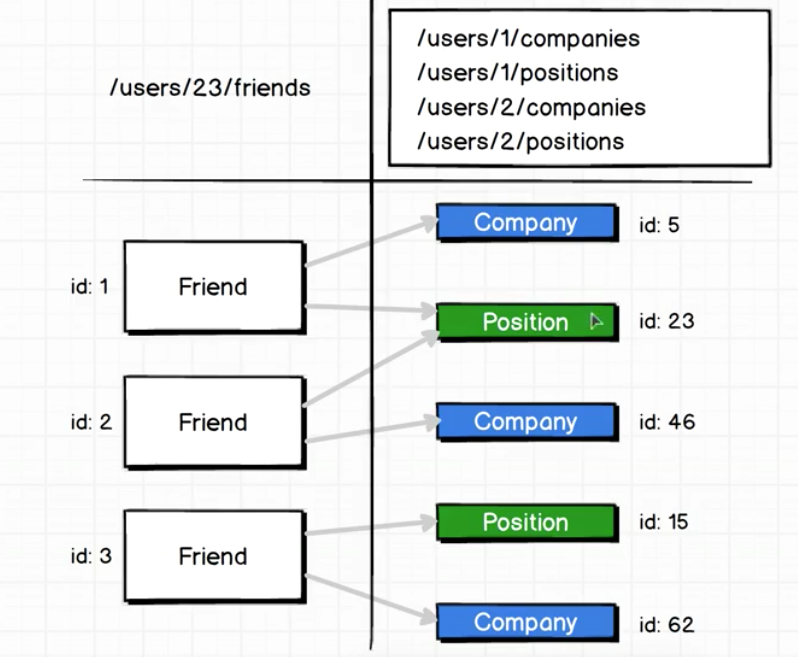 /users/23/friends
/users/1/companies
/users/1/positions
/users/2/companies
/users/2/positions
id: 1
Friend
Company
id: 5
Position
id: 23
id: 2
Friend
Company
id: 46
Position
id: 15
id: 3
Friend
Company
id: 62